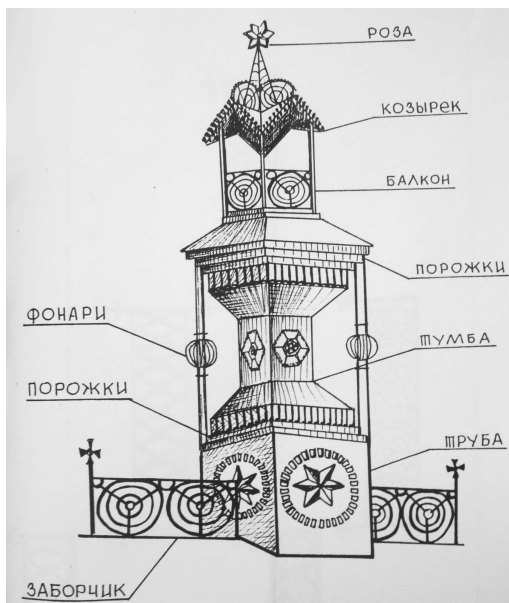 РОЗА
КОЗЫРЕК
БАЛКОН
ПОРОЖКИ
ФОНАРИ
ТУМБА
ПОРОЖКИ
ТРУБА
ЗАБОРЧИК